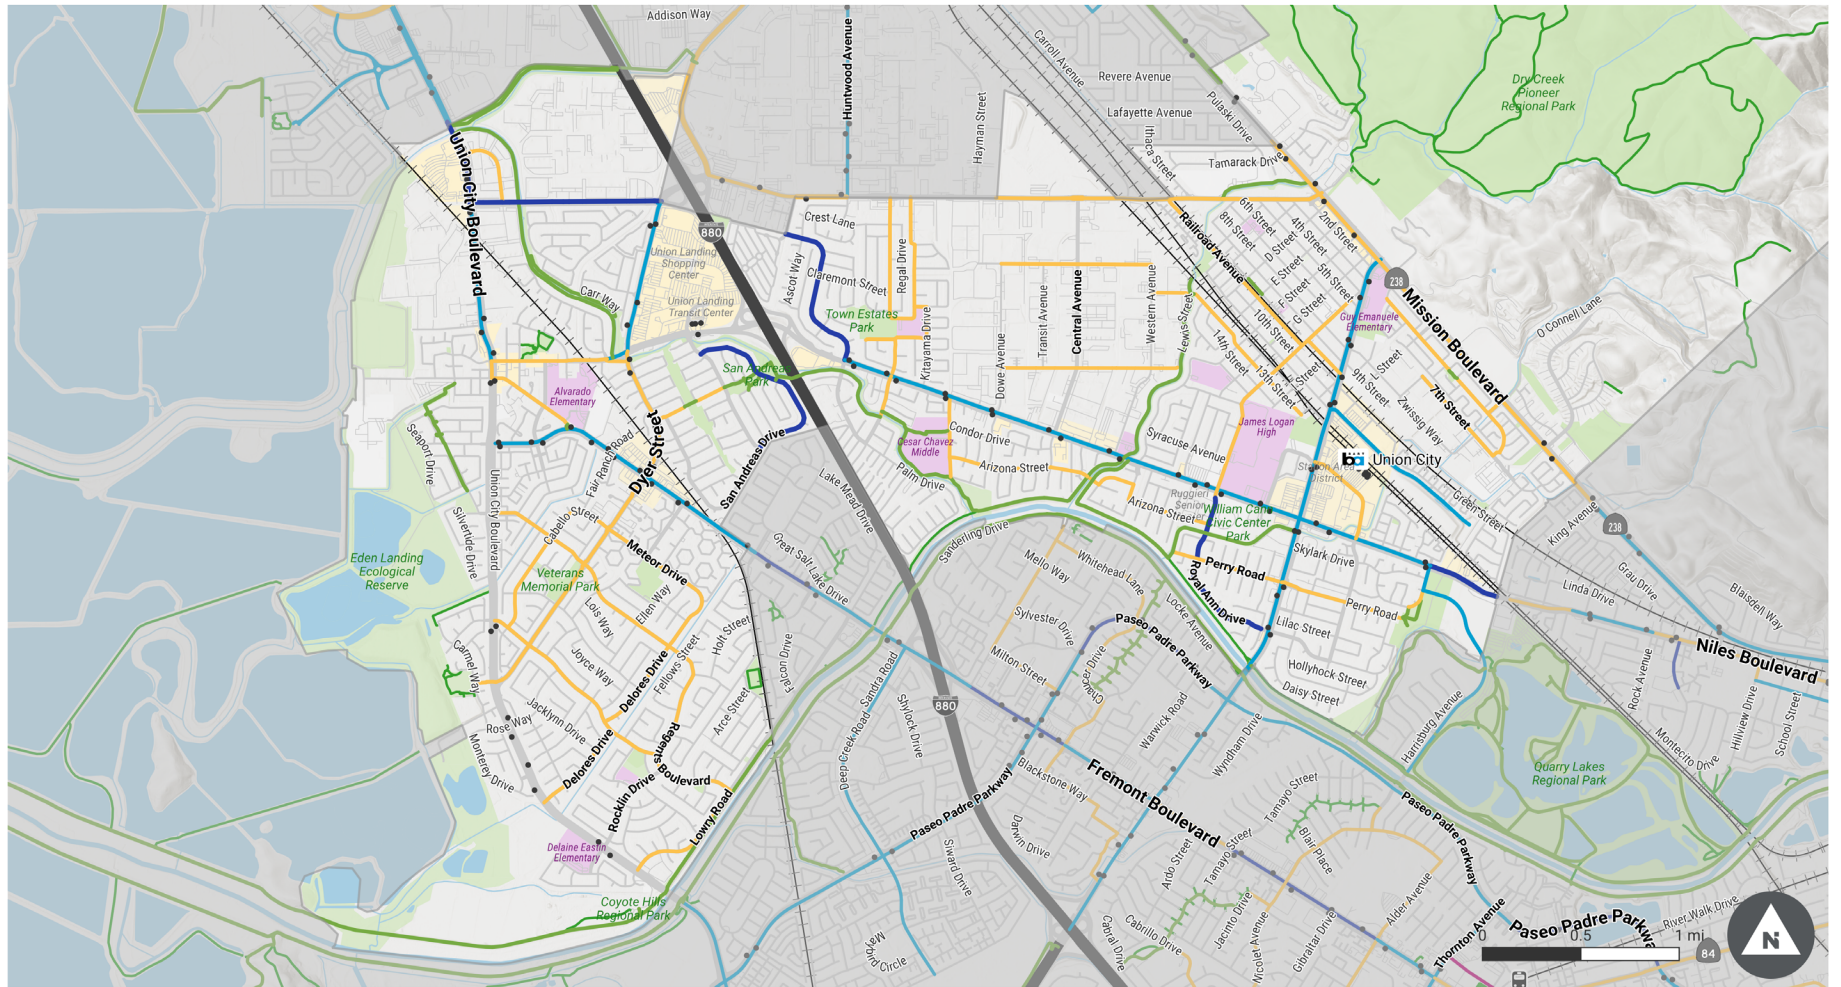 Addison Way
Huntwood Avenue
Carroll Avenue
Revere Avenue
Lafayette Avenue
Pulaski Drive
Dry Creek
Pioneer
Regional Park
Hayman Street
Ithaca Street
Tamarack Drive
Union City Boulevard
880
Crest Lane
Regal Drive
Ascot Way
Claremont Street
Union Landing
Shopping
Center
Union Landing
Transit Center
Carr Way
Town Estates
Park
Kitayama Drive
Dowe Avenue
Transit Avenue
Central Avenue
Western Avenue
Lewis Street
Railroad Avenue
6th Street
8th Street
4th Street
2nd Street
D Street
E Street
5th Street
F Street
G Street
10th Street
14th Street
13th Street
238
Guy Emanuele
Elementary
Mission Boulevard
O Connell Lane
L Street
9th Street
7th Street
Zwissig Way
San Andreas
Park
Alvarado
Elementary
Seaport Drive
Fair Ranch Road
Dyer Street
San Andreas Drive
Cesar Chavez
Middle
Condor Drive
Arizona Street
Palm Drive
Syracuse Avenue
James Logan
High
Station Area
District
ba
Union City
Green Street
King Avenue
238
Lake Mead Drive
Arizona Street
Ruggieri
Senior
William Cann
Civic Center
Park
Silvertide Drive
Union City Boulevard
Cabello Street
Meteor Drive
Great Salt Lake Drive
Sanderling Drive
Mello Way
Whitehead Lane
Perry Road
Skylark Drive
Perry Road
Royal Ann Drive
Linda Drive
Grau Drive
Blaisdell Way
Eden Landing
Ecological
Reserve
Veterans
Memorial Park
Lois Way
Ellen Way
Holt Street
Falcon Drive
Sylvester Drive
Paseo Padre Parkway
Locke Avenue
Lilac Street
Hollyhock Street
Daisy Street
Niles Boulevard
Carmel Way
Joyce Way
Fellows Street
Delores Drive
Sandra Road
Milton Street
Chaucer Drive
Rock Avenue
Hillview Drive
School Street
Rose Way
Jacklynn Drive
Arce Street
Regents
Boulevard
880
Shylock Drive
Deep Creek Road
Warwick Road
Wyndham Drive
Harrisburg Avenue
Montecito Drive
Monterey Drive
Delores Drive
Rocklin Drive
Lowry Road
Paseo Padre Parkway
Blackstone Way
Fremont Boulevard
Tamayo Street
Quarry Lakes
Regional Park
Paseo Padre Parkway
Delaine Eastin
Elementary
Siward Drive
Darwin Drive
Ardo Street
Tamayo Street
Blair Place
Coyote Hills
Regional Park
Maybird Circle
Cabral Drive
Cabrillo Drive
Jacinto Drive
Nicolet Avenue
Gibraltar Drive
Alder Avenue
Thornton Avenue
Paseo Padre Parkwa
River Walk Drive
0 0.5 1 mi
84
N